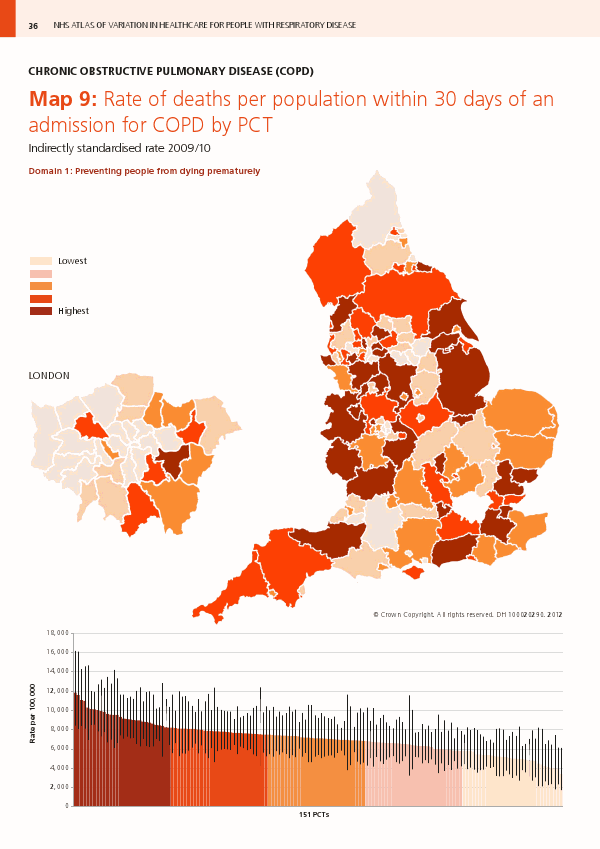 36 NHS ATLAS OF VARIATION IN HEALTHCARE FOR PEOPLE WITH RESPIRATORY DISEASE
CHRONIC OBSTRUCTIVE PULMONARY DISEASE (COPD)
Map 9: Rate of deaths per population within 30 days of an
admission for COPD by PCT
Indirectly standardised rate 2009/10
Domain 1: Preventing people from dying prematurely
Lowest
Highest
LONDON
© Crown Copyright. All rights reserved. DH 100020290. 2012
Rate per 100,000
18,000
16,000
14,000
12,000
10,000
8,000
6,000
4,000
2,000
0
151 PCTs